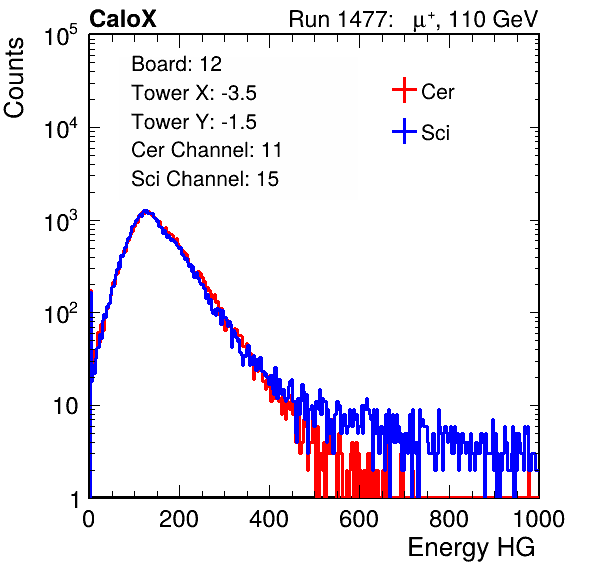 CaloX Run 1477: μ⁺, 110 GeV
Counts
10⁵
10⁴
10³
10²
10
1
Board: 12
Tower X: -3.5
Tower Y: -1.5
Cer Channel: 11
Sci Channel: 15
Cer
Sci
0 200 400 600 800 1000
Energy HG